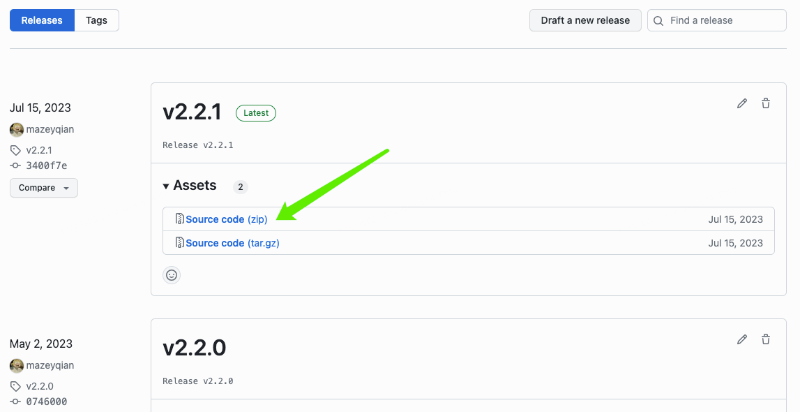 Releases Tags Draft a new release Find a release
Jul 15, 2023
mazeyqian
v2.2.1
3400f7e
Compare
v2.2.1 Latest
Release v2.2.1
Assets 2
Source code (zip) Jul 15, 2023
Source code (tar.gz) Jul 15, 2023
May 2, 2023
mazeyqian
v2.2.0
0746000
v2.2.0
Release v2.2.0